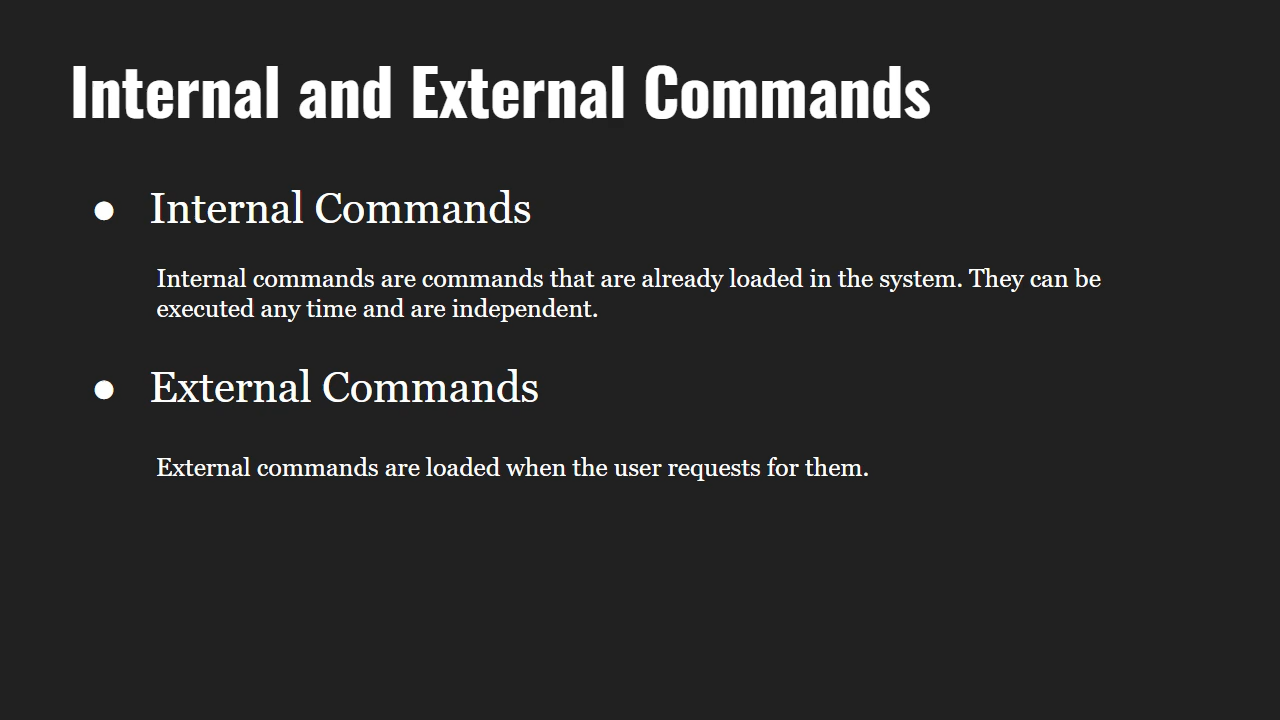 Internal and External Commands
● Internal Commands
Internal commands are commands that are already loaded in the system. They can be
executed any time and are independent.
● External Commands
External commands are loaded when the user requests for them.